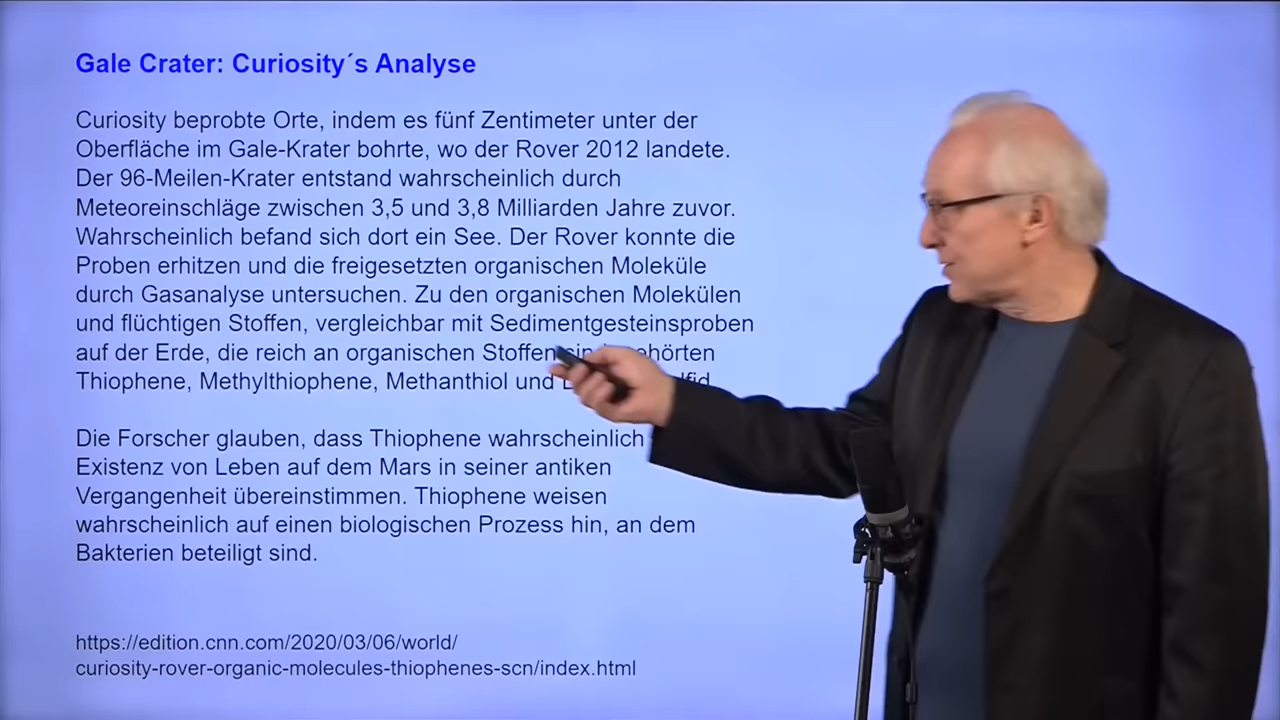 Gale Crater: Curiosity´s Analyse
Curiosity beprobte Orte, indem es fünf Zentimeter unter der
Oberfläche im Gale-Krater bohrte, wo der Rover 2012 landete.
Der 96-Meilen-Krater entstand wahrscheinlich durch
Meteoreinschläge zwischen 3,5 und 3,8 Milliarden Jahre zuvor.
Wahrscheinlich befand sich dort ein See. Der Rover konnte die
Proben erhitzen und die freigesetzten organischen Moleküle
durch Gasanalyse untersuchen. Zu den organischen Molekülen
und flüchtigen Stoffen, vergleichbar mit Sedimentgesteinsproben
auf der Erde, die reich an organischen Stoffen
Thiophene, Methylthiophene, Methanthiol und
Die Forscher glauben, dass Thiophene wahrscheinlich
Existenz von Leben auf dem Mars in seiner antiken
Vergangenheit übereinstimmen. Thiophene weisen
wahrscheinlich auf einen biologischen Prozess hin, an dem
Bakterien beteiligt sind.
https://edition.cnn.com/2020/03/06/world/
curiosity-rover-organic-molecules-thiophenes-scn/index.html